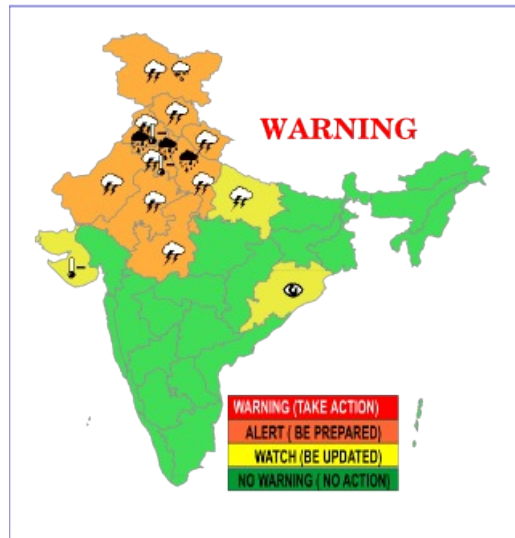 WARNING
WARNING (TAKE ACTION)
ALERT ( BE PREPARED)
WATCH (BE UPDATED)
NO WARNING ( NO ACTION)